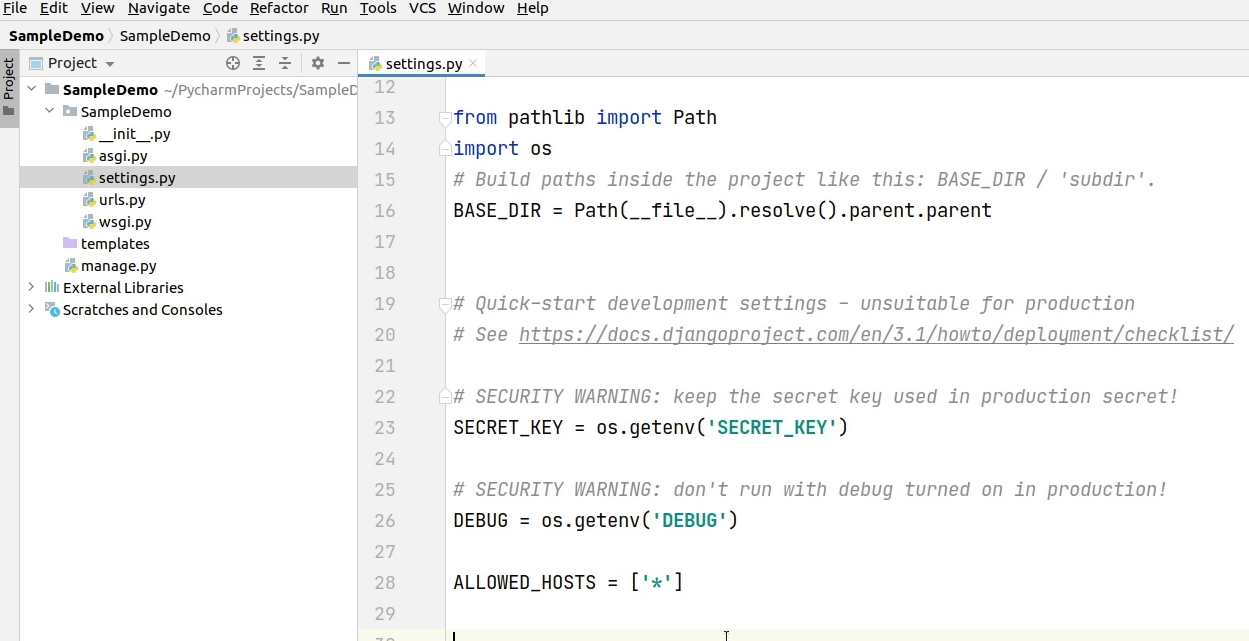 File Edit View Navigate Code Refactor Run Tools VCS Window Help
SampleDemo SampleDemo settings.py
Project
Project
settings.py
SampleDemo ~/PycharmProjects/SampleD
SampleDemo
__init__.py
asgi.py
settings.py
urls.py
wsgi.py
templates
manage.py
External Libraries
Scratches and Consoles
12
13 from pathlib import Path
14 import os
15 # Build paths inside the project like this: BASE_DIR / 'subdir'.
16 BASE_DIR = Path(__file__).resolve().parent.parent
17
18
19 # Quick-start development settings - unsuitable for production
20 # See https://docs.djangoproject.com/en/3.1/howto/deployment/checklist/
21
22 # SECURITY WARNING: keep the secret key used in production secret!
23 SECRET_KEY = os.getenv('SECRET_KEY')
24
25 # SECURITY WARNING: don't run with debug turned on in production!
26 DEBUG = os.getenv('DEBUG')
27
28 ALLOWED_HOSTS = ['*']
29